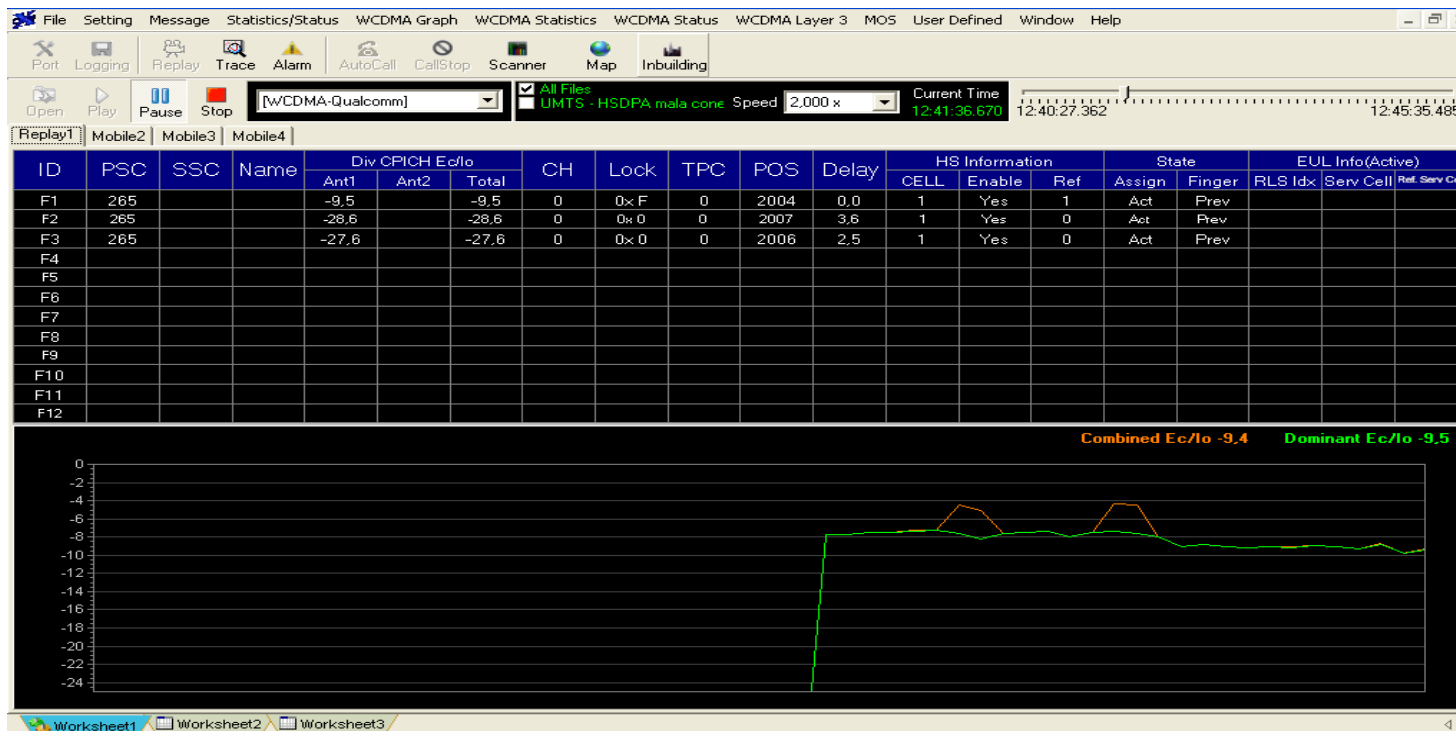 File Setting Message Statistics/Status WCDMA Graph WCDMA Statistics WCDMA Status WCDMA Layer 3 MOS User Defined Window Help
Port Logging Replay Trace Alarm AutoCall CallStop Scanner Map Inbuilding
Open Play Pause Stop [WCDMA-Qualcomm] All Files Speed 2,000 x Current Time
UMTS - HSDPA mala cone 12:41:36.670 12:40:27.362 12:45:35.485
Replay1 Mobile2 Mobile3 Mobile4
ID PSC SSC Name Div CPICH Ec/Io CH Lock TPC POS Delay HS Information State EUL Info(Active)
Ant1 Ant2 Total CELL Enable Ref Assign Finger RLS Idx Serv Cell Ref. Serv Ce
F1 265 -9,5 -9,5 0 0x F 0 2004 0,0 1 Yes 1 Act Prev
F2 265 -28,6 -28,6 0 0x 0 0 2007 3,6 1 Yes 0 Act Prev
F3 265 -27,6 -27,6 0 0x 0 0 2006 2,5 1 Yes 0 Act Prev
F4
F5
F6
F7
F8
F9
F10
F11
F12
Combined Ec/Io -9,4 Dominant Ec/Io -9,5
0
-2
-4
-6
-8
-10
-12
-14
-16
-18
-20
-22
-24
Worksheet1 Worksheet2 Worksheet3